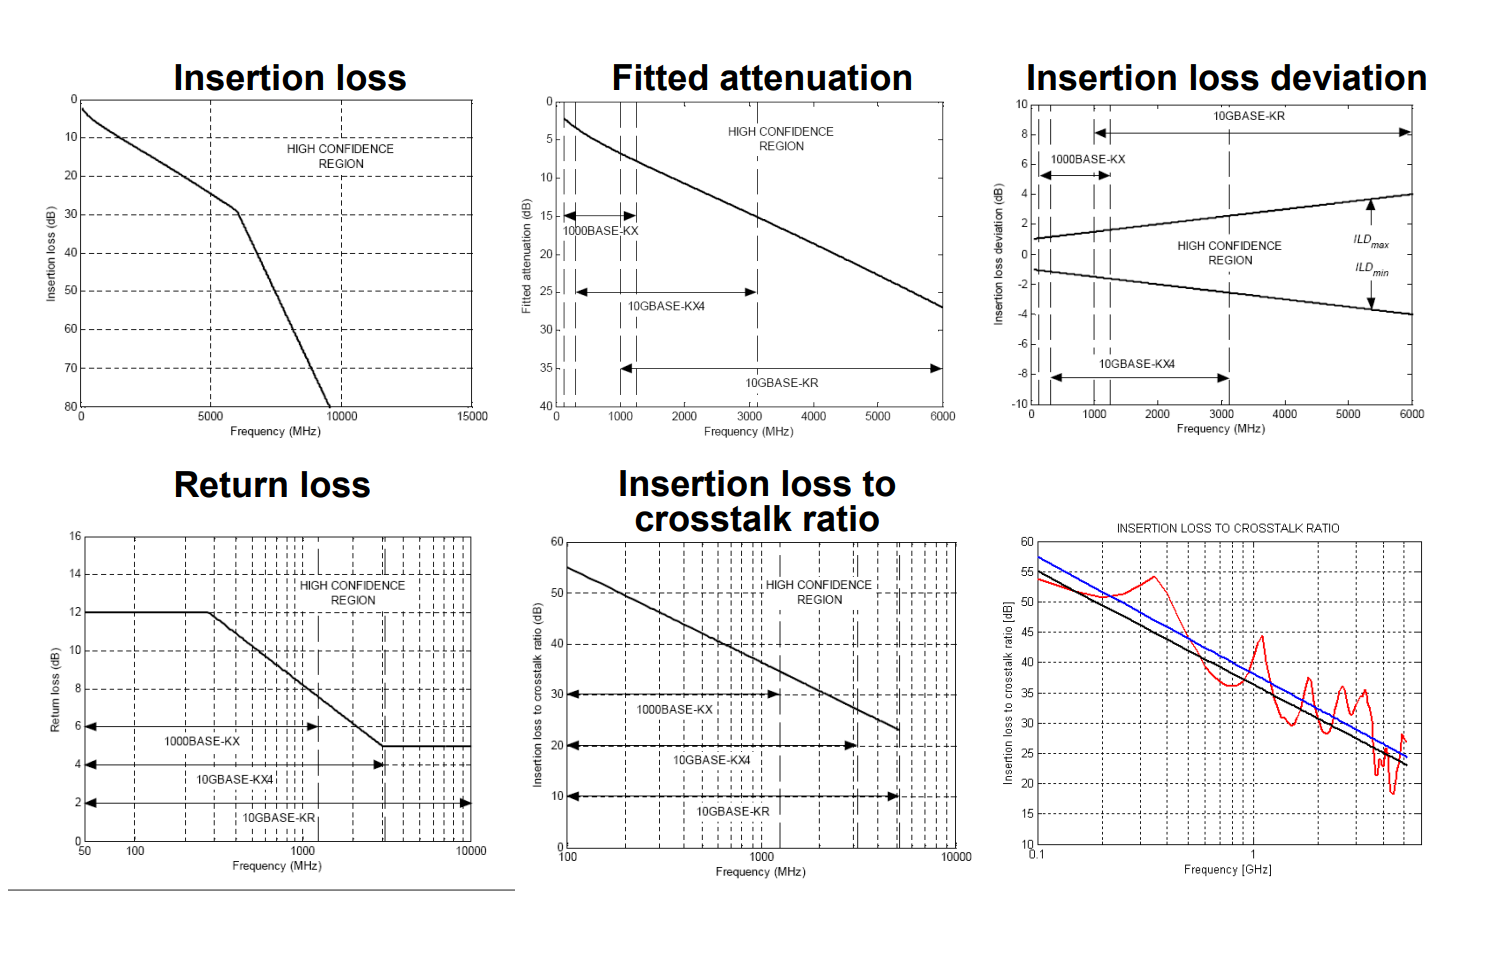 Insertion loss
0
10
20
30
40
50
60
70
80
Insertion loss (dB)
HIGH CONFIDENCE
REGION
0
5000
10000
15000
Frequency (MHz)
Fitted attenuation
0
5
10
15
20
25
30
35
40
Fitted attenuation (dB)
HIGH CONFIDENCE
REGION
1000BASE-KX
10GBASE-KX4
10GBASE-KR
0
1000
2000
3000
4000
5000
6000
Frequency (MHz)
Insertion loss deviation
10
8
6
4
2
0
-2
-4
-6
-8
-10
Insertion loss deviation (dB)
10GBASE-KR
1000BASE-KX
HIGH CONFIDENCE
REGION
ILDmax
ILDmin
10GBASE-KX4
0
1000
2000
3000
4000
5000
6000
Frequency (MHz)
Return loss
16
14
12
10
8
6
4
2
0
Return loss (dB)
HIGH CONFIDENCE
REGION
1000BASE-KX
10GBASE-KX4
10GBASE-KR
50
100
1000
10000
Frequency (MHz)
Insertion loss to
crosstalk ratio
60
50
40
30
20
10
0
Insertion loss to crosstalk ratio (dB)
HIGH CONFIDENCE
REGION
1000BASE-KX
10GBASE-KX4
10GBASE-KR
100
1000
10000
Frequency (MHz)
INSERTION LOSS TO CROSSTALK RATIO
60
55
50
45
40
35
30
25
20
15
10
Insertion loss to crosstalk ratio [dB]
0.1
1
Frequency [GHz]